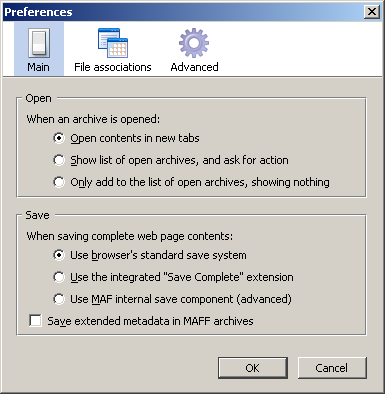 Preferences
Main
File associations
Advanced
Open
When an archive is opened:
Open contents in new tabs
Show list of open archives, and ask for action
Only add to the list of open archives, showing nothing
Save
When saving complete web page contents:
Use browser's standard save system
Use the integrated "Save Complete" extension
Use MAF internal save component (advanced)
Save extended metadata in MAFF archives
OK
Cancel